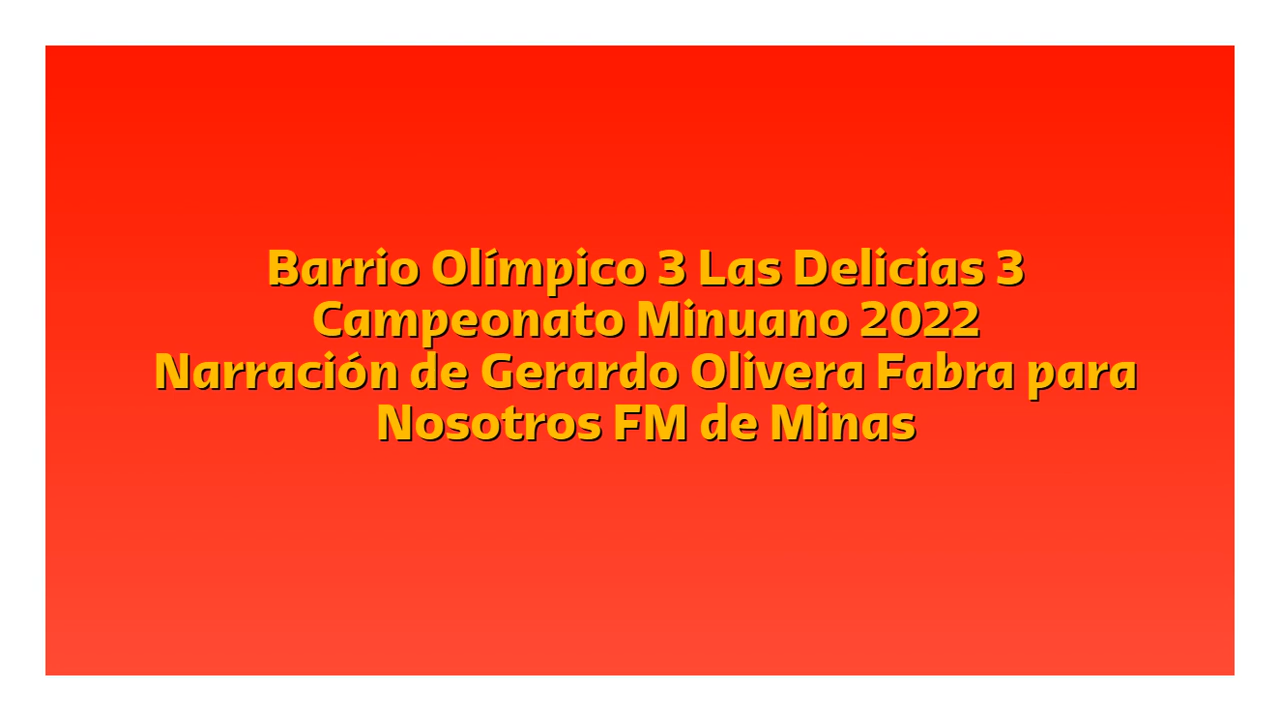 Barrio Olímpico 3 Las Delicias 3
Campeonato Minuano 2022
Narración de Gerardo Olivera Fabra para
Nosotros FM de Minas